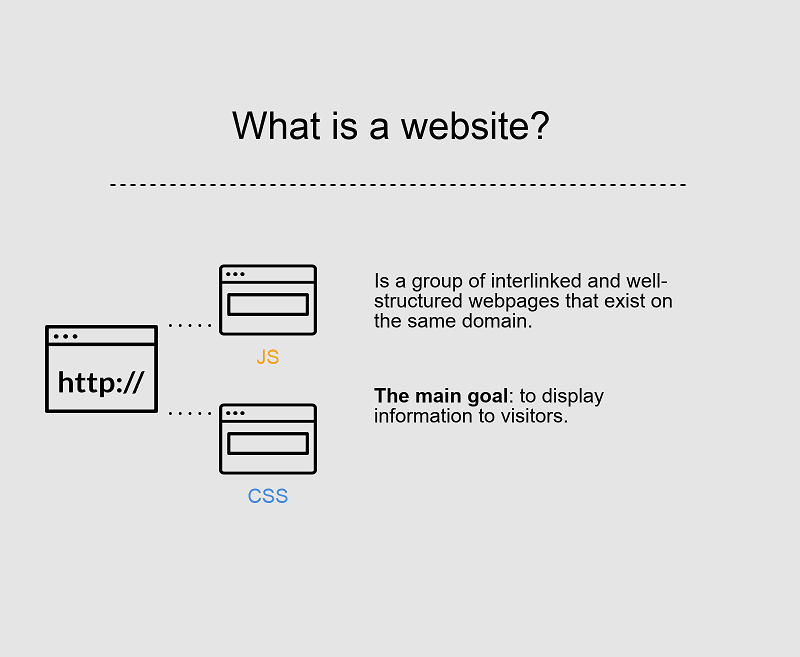 What is a website?
http://
JS
CSS
Is a group of interlinked and well-
structured webpages that exist on
the same domain.
The main goal: to display
information to visitors.